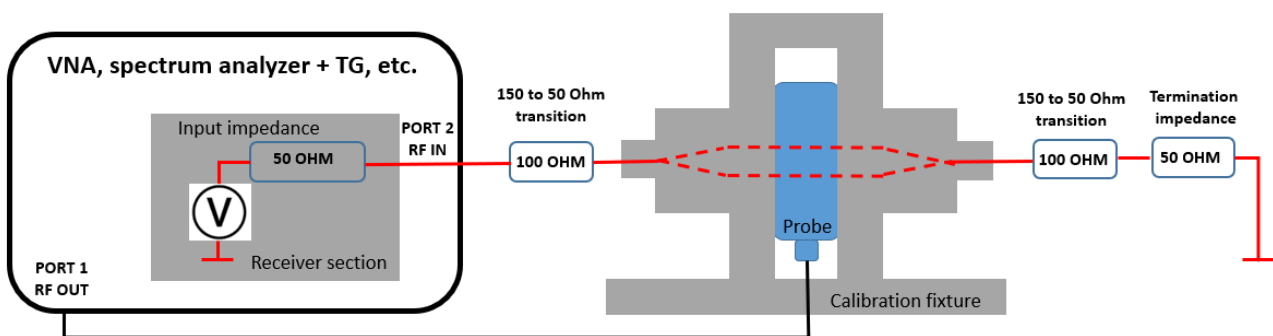 VNA, spectrum analyzer + TG, etc.
Input impedance
50 OHM
V
Receiver section
PORT 1
RF OUT
PORT 2
RF IN
150 to 50 Ohm
transition
100 OHM
Probe
Calibration fixture
150 to 50 Ohm
transition
100 OHM
Termination
impedance
50 OHM